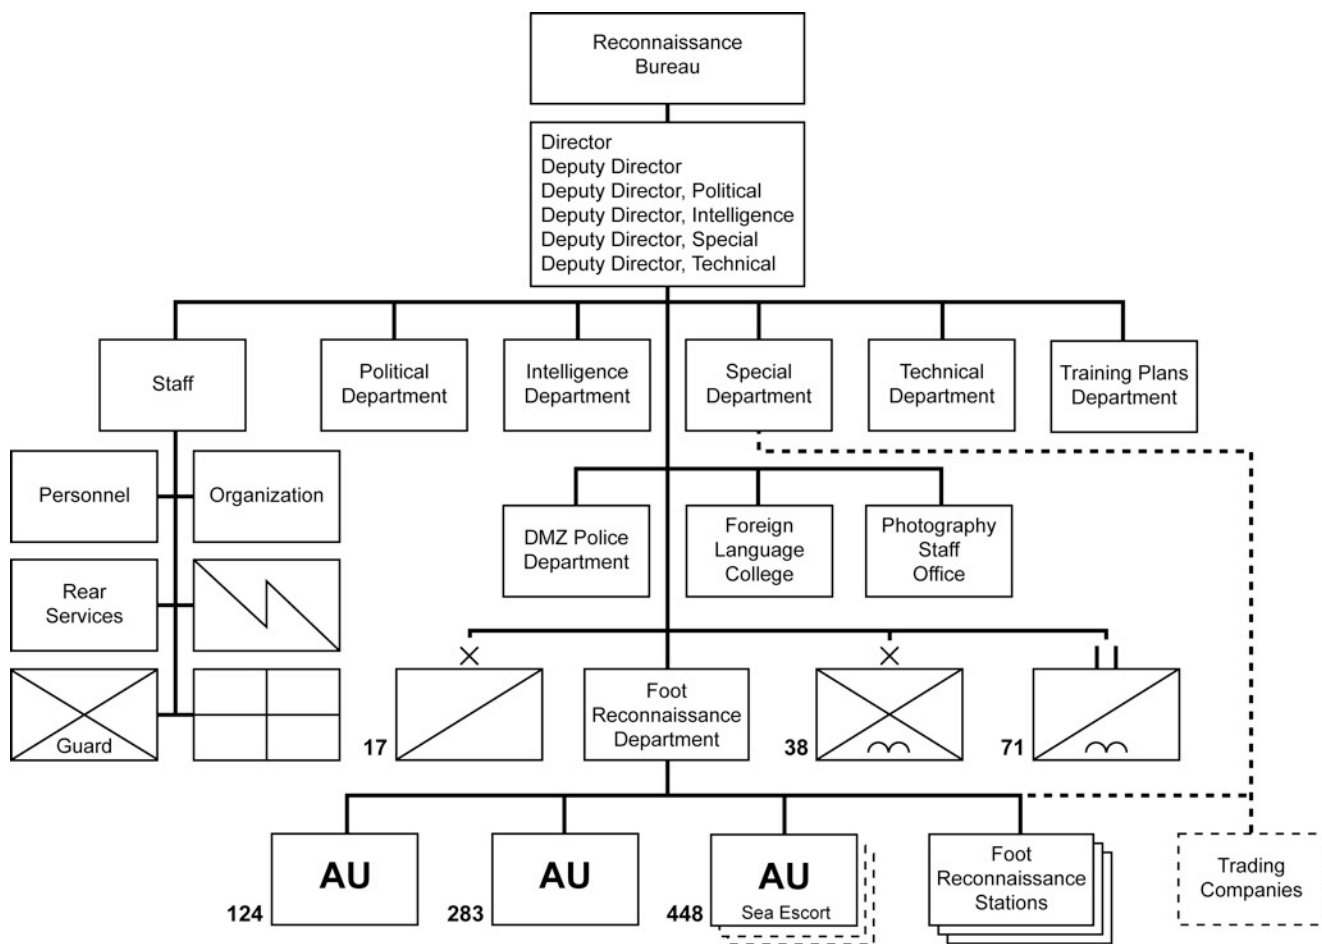 Reconnaissance
Bureau
Director
Deputy Director
Deputy Director, Political
Deputy Director, Intelligence
Deputy Director, Special
Deputy Director, Technical
Staff
Political
Department
Intelligence
Department
Special
Department
Technical
Department
Training Plans
Department
Personnel
Organization
Rear
Services
Guard
DMZ Police
Department
Foreign
Language
College
Photography
Staff
Office
17
Foot
Reconnaissance
Department
38
71
124
AU
283
AU
448
AU
Sea Escort
Foot
Reconnaissance
Stations
Trading
Companies